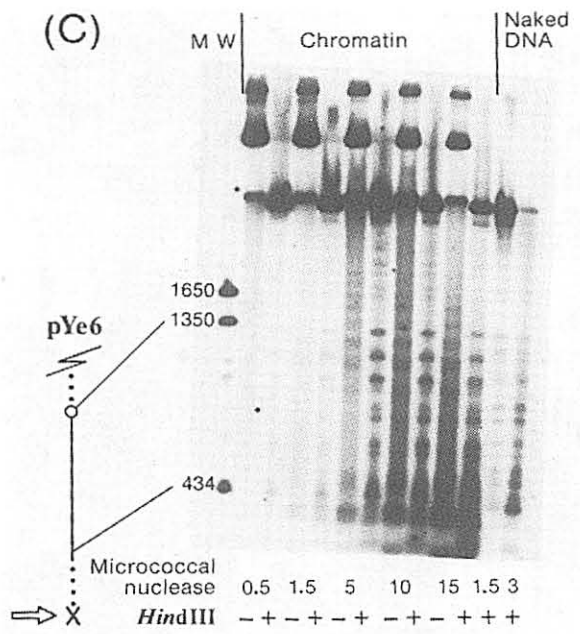 (C)
M W
Chromatin
Naked
DNA
1650
1350
pYe6
434
Micrococcal
nuclease
0.5 1.5 5 10 15 1.5 3
HindIII
− + − + − + − + − + + +
X